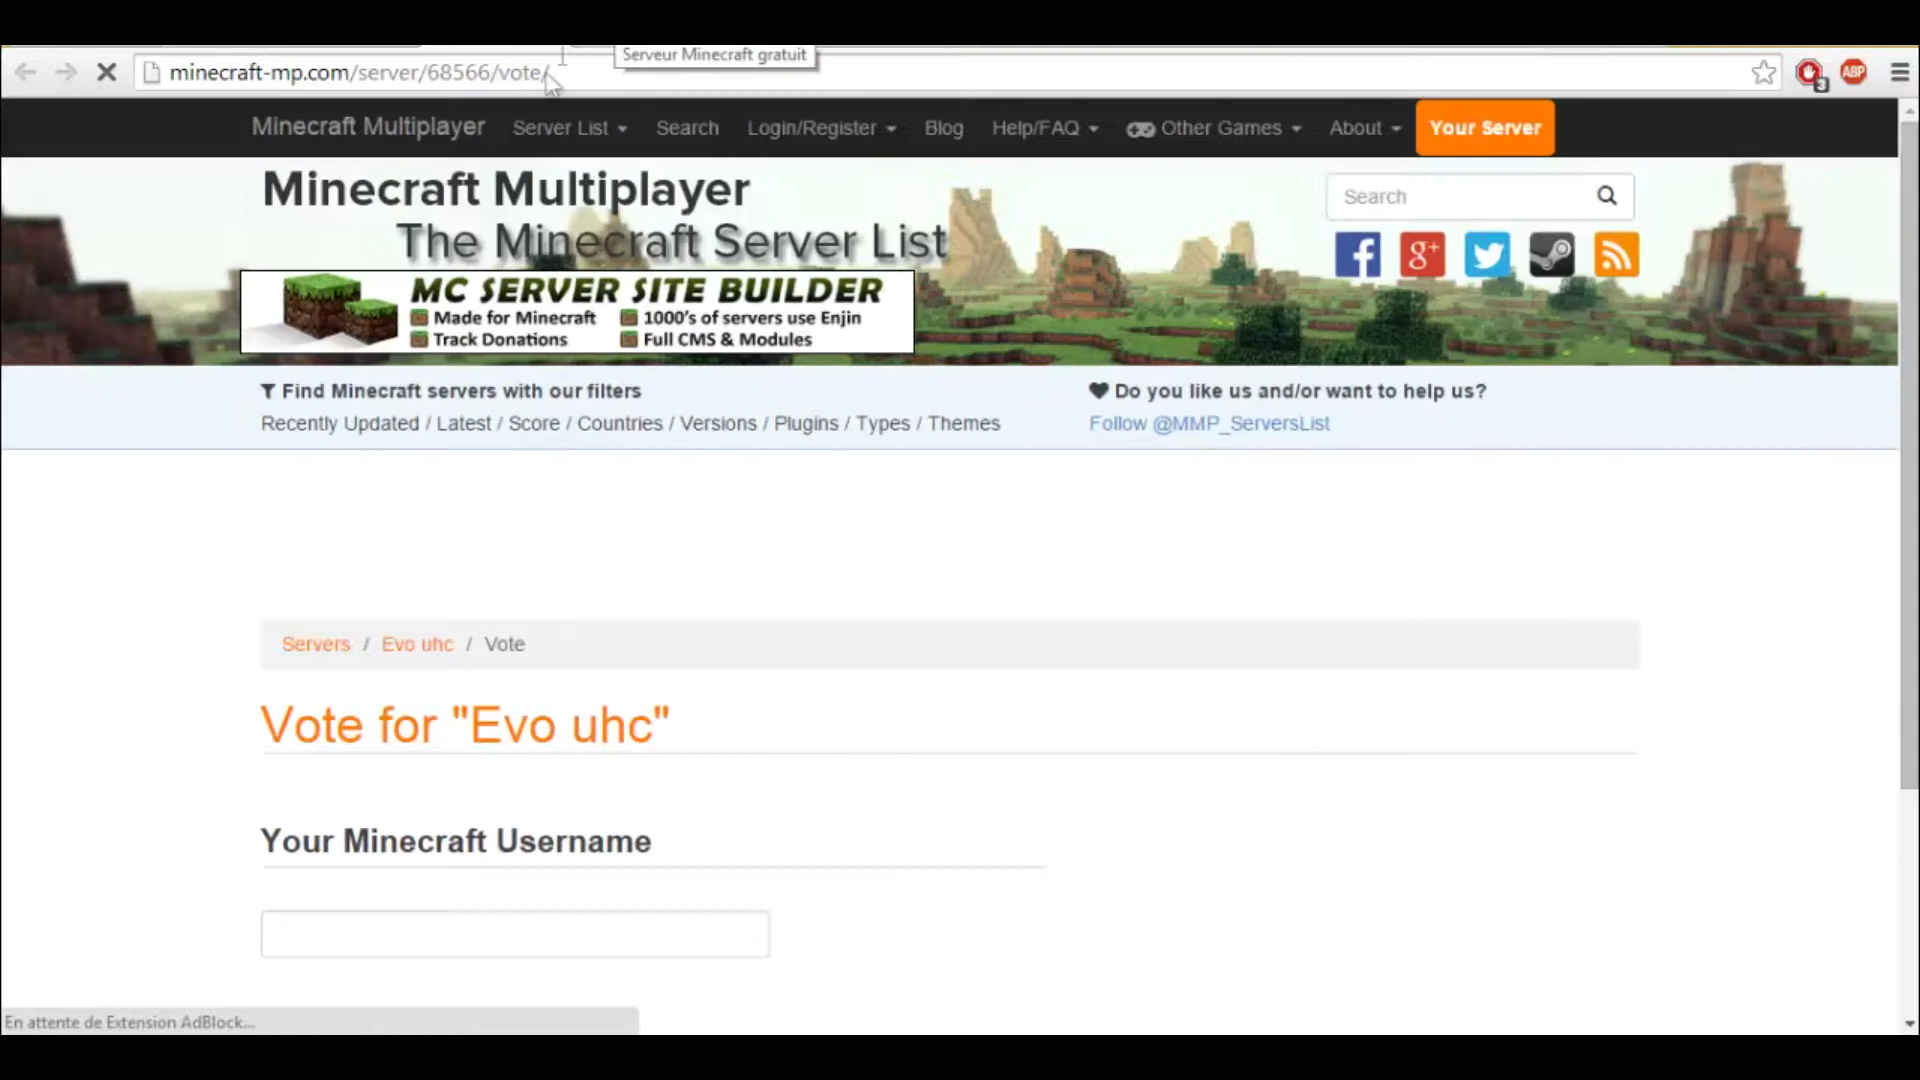 Serveur Minecraft gratuit
minecraft-mp.com/server/68566/vote/
3
ABP
Minecraft Multiplayer Server List Search Login/Register Blog Help/FAQ Other Games About Your Server
Minecraft Multiplayer
The Minecraft Server List
Search
g+
MC SERVER SITE BUILDER
Made for Minecraft 1000's of servers use Enjin
Track Donations Full CMS & Modules
Find Minecraft servers with our filters
Recently Updated / Latest / Score / Countries / Versions / Plugins / Types / Themes
Do you like us and/or want to help us?
Follow @MMP_ServersList
Servers / Evo uhc / Vote
Vote for "Evo uhc"
Your Minecraft Username
En attente de Extension AdBlock...